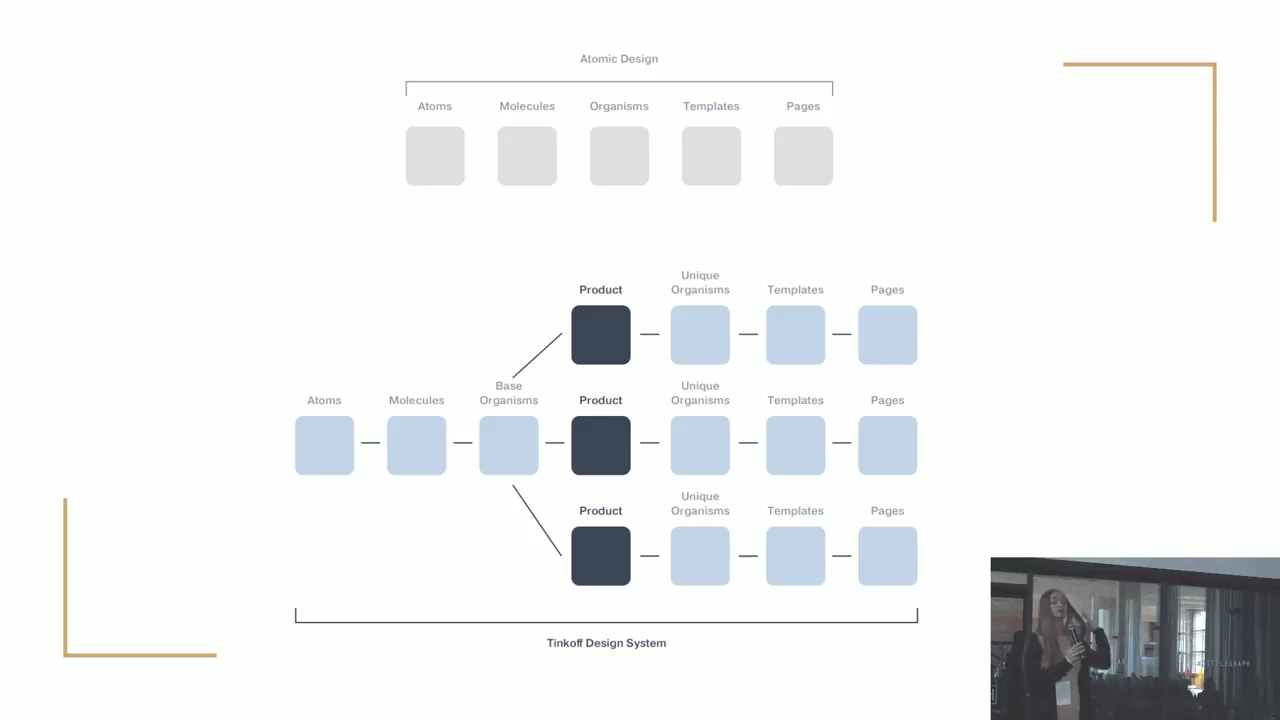 Atomic Design
Atoms Molecules Organisms Templates Pages
Unique
Product Organisms Templates Pages
Base Unique
Atoms Molecules Organisms Product Organisms Templates Pages
Unique
Product Organisms Templates Pages
Tinkoff Design System